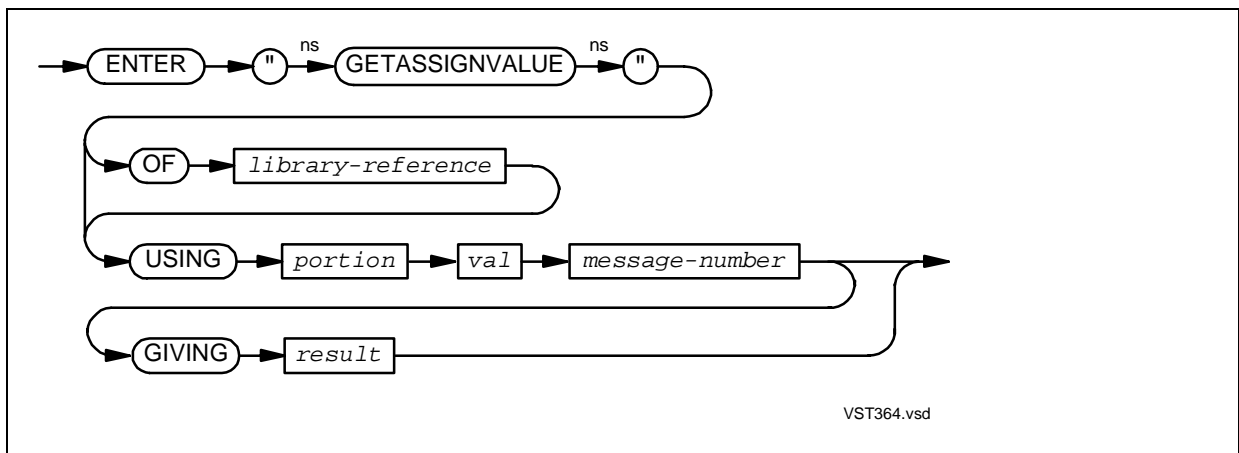 ns ns
ENTER " GETASSIGNVALUE "
OF library-reference
USING portion val message-number
GIVING result
VST364.vsd